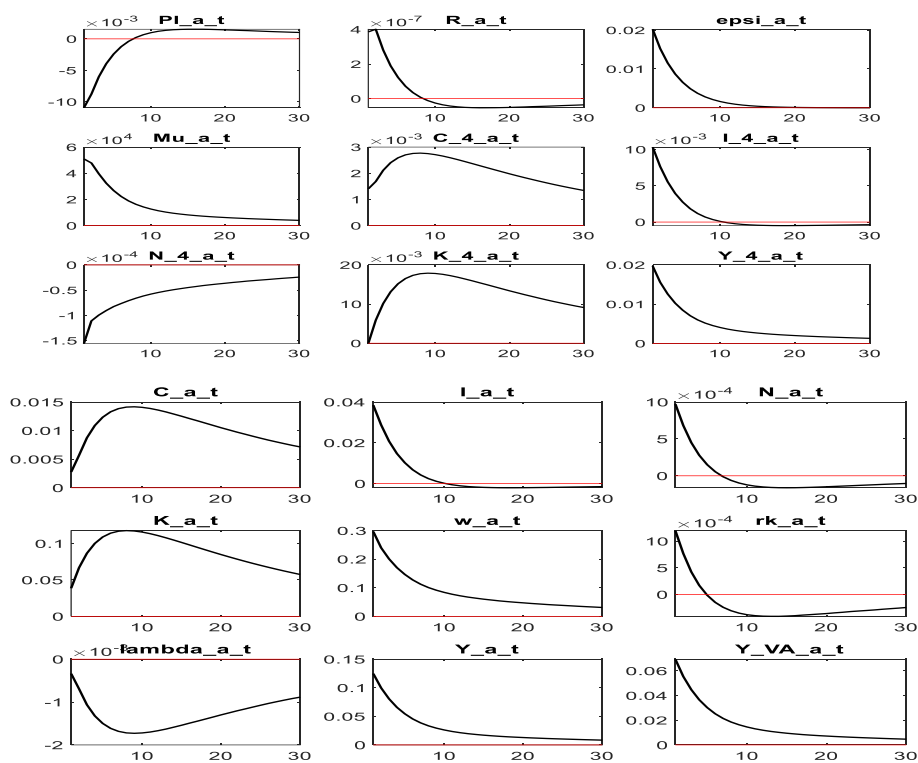 PI_a_t
× 10^-3
0
-5
-10
10 20 30
R_a_t
× 10^-7
4
2
0
10 20 30
epsi_a_t
0.02
0.01
0
10 20 30
Mu_a_t
× 10^4
6
4
2
0
10 20 30
C_4_a_t
× 10^-3
3
2
1
0
10 20 30
I_4_a_t
× 10^-3
10
5
0
10 20 30
N_4_a_t
× 10^-4
0
-0.5
-1
-1.5
10 20 30
K_4_a_t
× 10^-3
20
10
0
10 20 30
Y_4_a_t
0.02
0.01
0
10 20 30
C_a_t
0.015
0.01
0.005
0
10 20 30
I_a_t
0.04
0.02
0
10 20 30
N_a_t
× 10^-4
10
5
0
10 20 30
K_a_t
0.1
0.05
0
10 20 30
w_a_t
0.3
0.2
0.1
0
10 20 30
rk_a_t
× 10^-4
10
5
0
10 20 30
lambda_a_t
0
-1
-2
10 20 30
Y_a_t
0.15
0.1
0.05
0
10 20 30
Y_VA_a_t
0.06
0.04
0.02
0
10 20 30